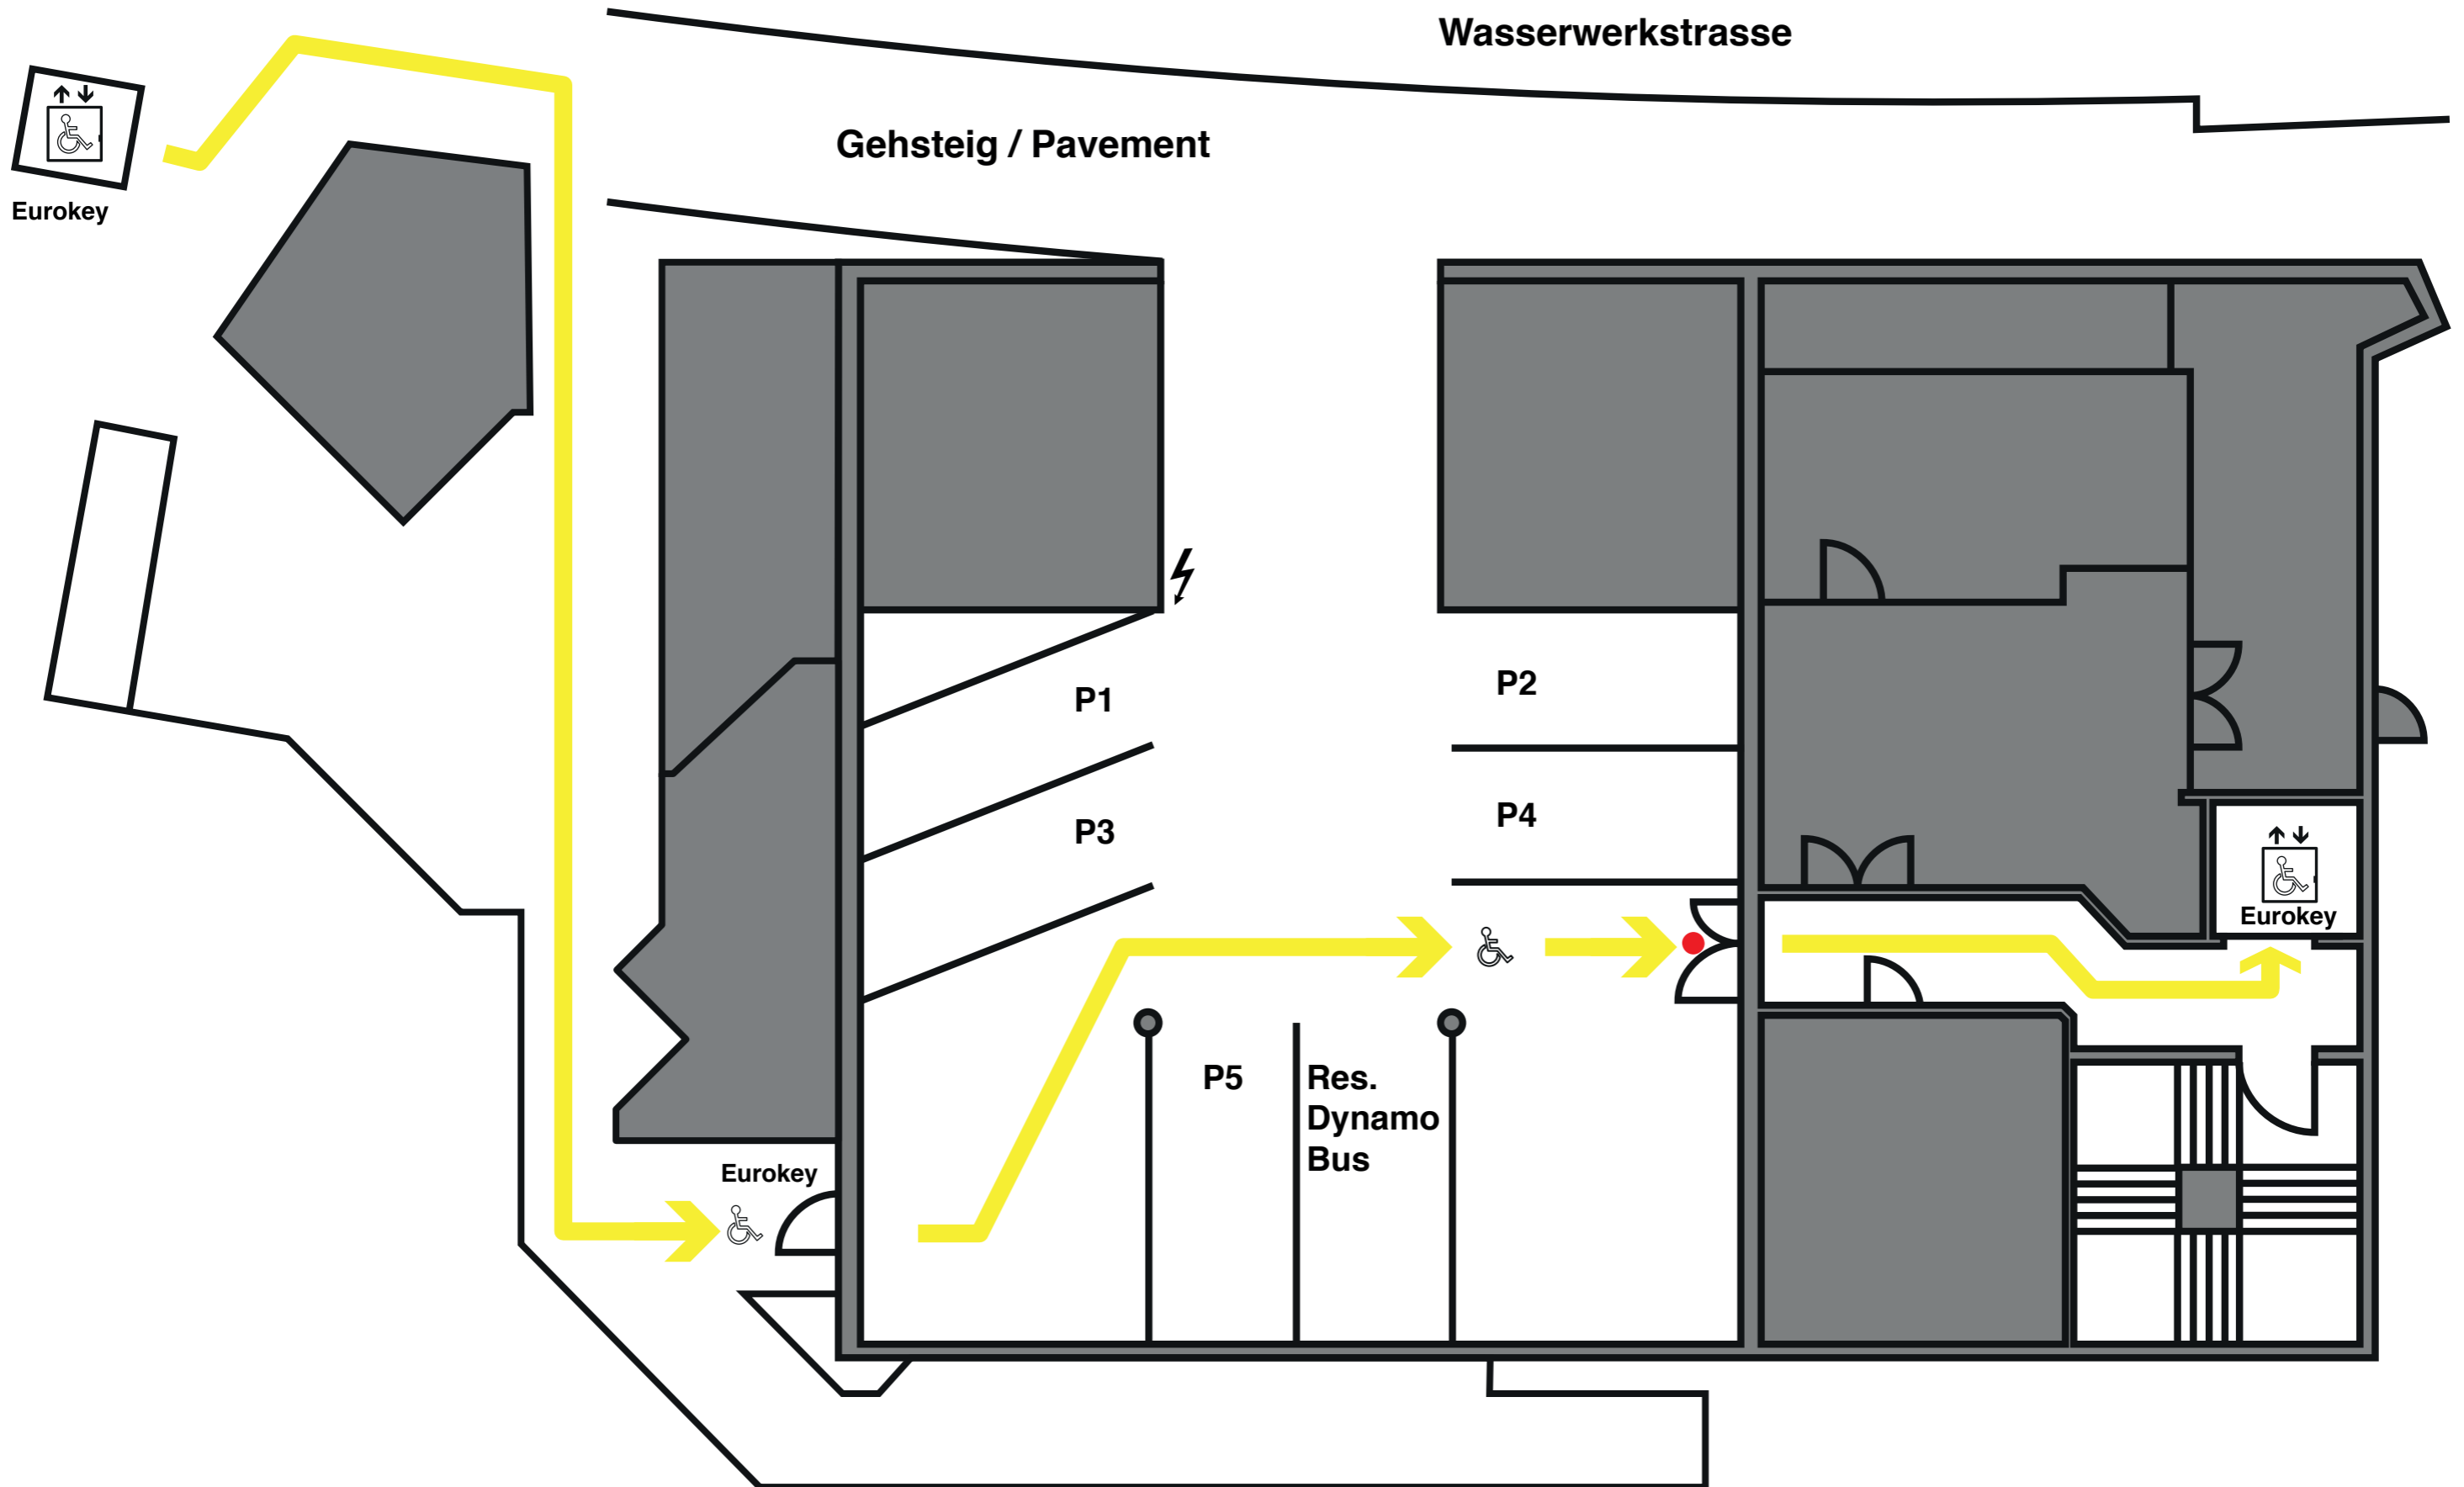 Wasserwerkstrasse
Gehsteig / Pavement
Eurokey
P1
P2
P3
P4
Eurokey
P5
Res.
Dynamo
Bus
Eurokey